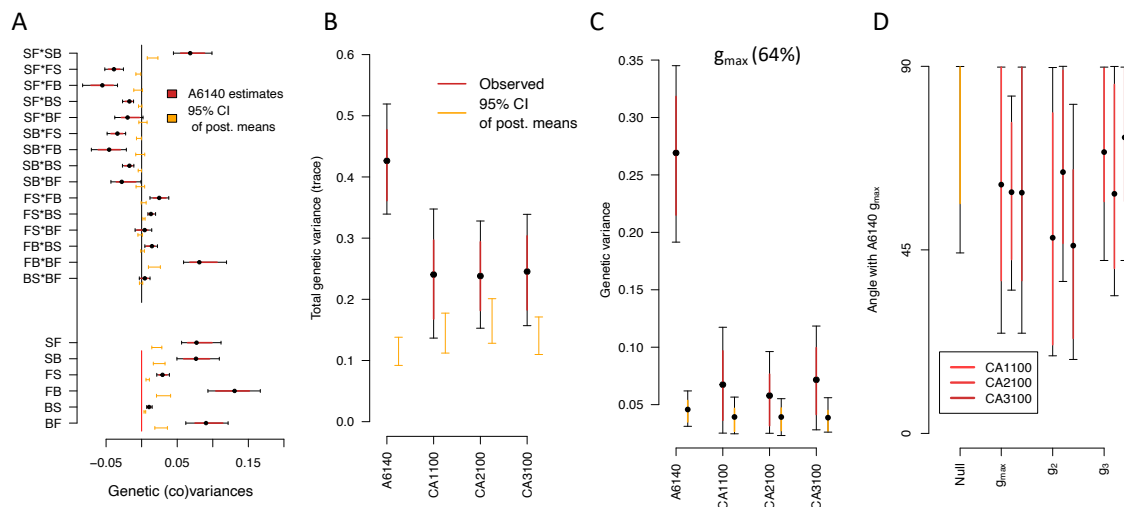 A
SF*SB
SF*FS
SF*FB
SF*BS
SF*BF
SB*FS
SB*FB
SB*BS
SB*BF
FS*FB
FS*BS
FS*BF
FB*BS
FB*BF
BS*BF
SF
SB
FS
FB
BS
BF
A6140 estimates
95% CI
of post. means
−0.05
0.05
0.15
Genetic (co)variances
B
Total genetic variance (trace)
0.6
0.5
0.4
0.3
0.2
0.1
0.0
Observed
95% CI
of post. means
A6140
CA1100
CA2100
CA3100
C
gmax (64%)
Genetic variance
0.35
0.30
0.25
0.20
0.15
0.10
0.05
A6140
CA1100
CA2100
CA3100
D
Angle with A6140 gmax
90
45
0
CA1100
CA2100
CA3100
Null
gmax
g2
g3